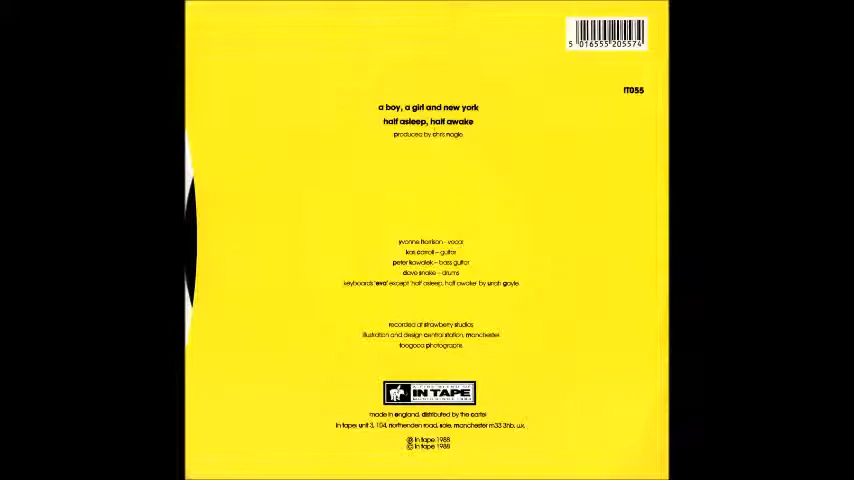 5 016555 205574
IT055
a boy, a girl and new york
half asleep, half awake
produced by chris nagle
yvonne harrison - vocal
kas carroll - guitar
peter kowalek - bass guitar
dave snake - drums
keyboards 'eva' except 'half asleep, half awake' by uriah gayle
recorded at strawberry studios
illustration and design central station, manchester
toogood photographs
IN TAPE
made in england, distributed by the cartel
in tape: unit 3, 104, northenden road, sale, manchester m33 3hb. u.k.
℗ in tape 1988
© in tape 1988